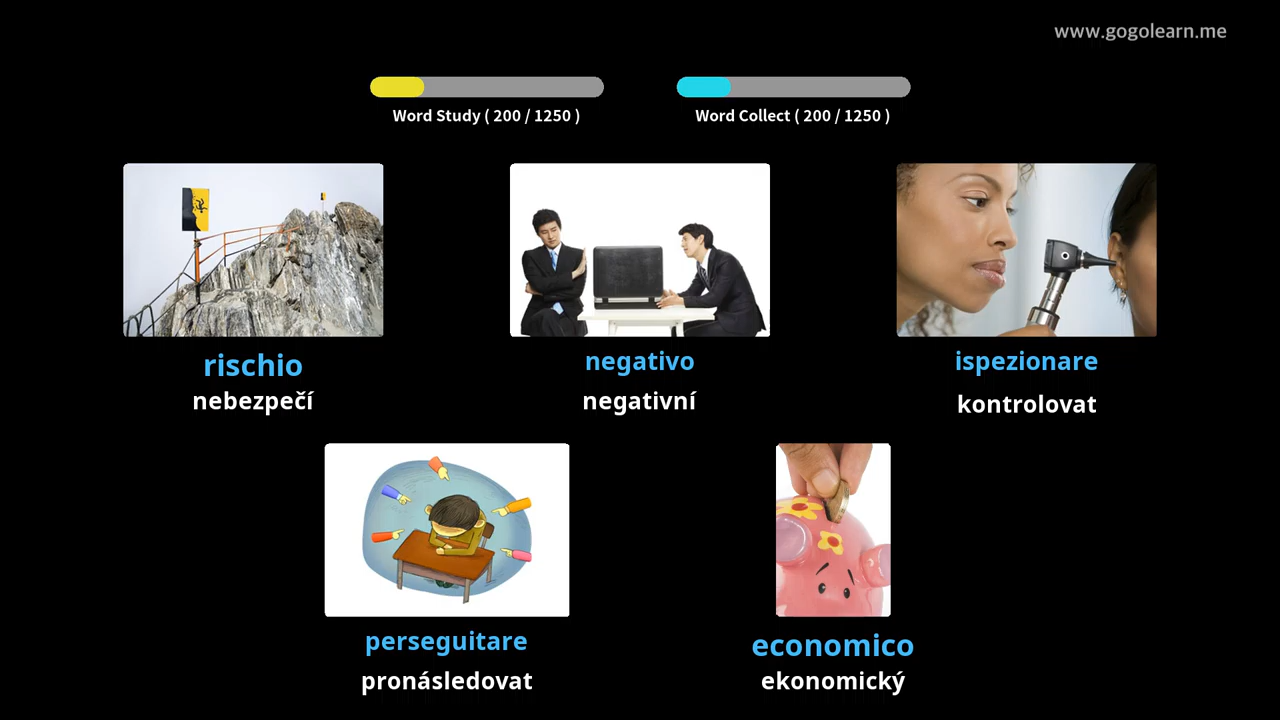 www.gogolearn.me
Word Study ( 200 / 1250 )
Word Collect ( 200 / 1250 )
rischio
nebezpečí
negativo
negativní
ispezionare
kontrolovat
perseguitare
pronásledovat
economico
ekonomický